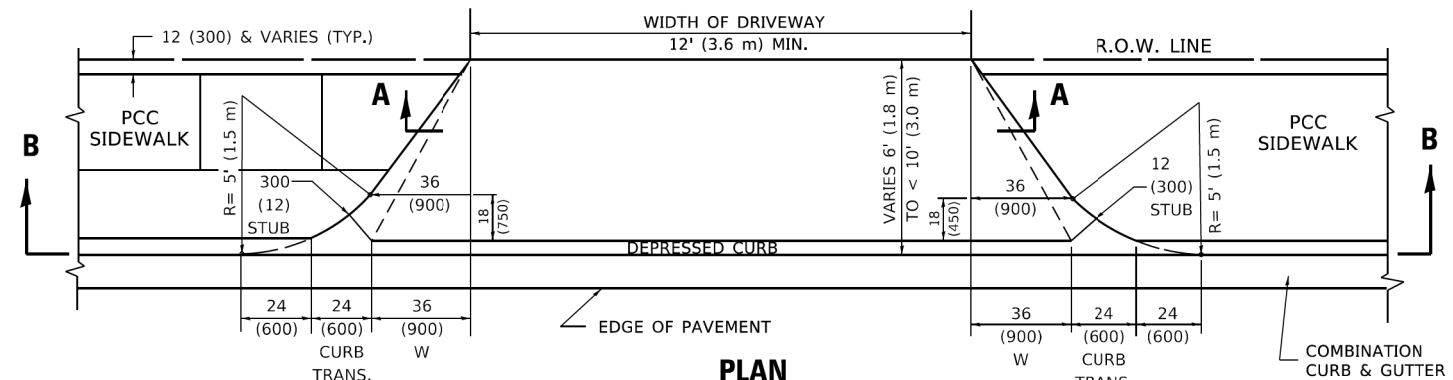 WIDTH OF DRIVEWAY
12' (3.6 m) MIN.
12 (300) & VARIES (TYP.)
R.O.W. LINE
A
A
PCC
SIDEWALK
PCC
SIDEWALK
B
B
R= 5' (1.5 m)
300
(12)
STUB
36
(900)
18
(750)
VARIES 6' (1.8 m)
TO < 10' (3.0 m)
18
(450)
36
(900)
12
(300)
STUB
R= 5' (1.5 m)
DEPRESSED CURB
24
(600)
24
(600)
CURB
TRANS.
36
(900)
W
EDGE OF PAVEMENT
36
(900)
W
24
(600)
CURB
TRANS.
24
(600)
COMBINATION
CURB & GUTTER
PLAN